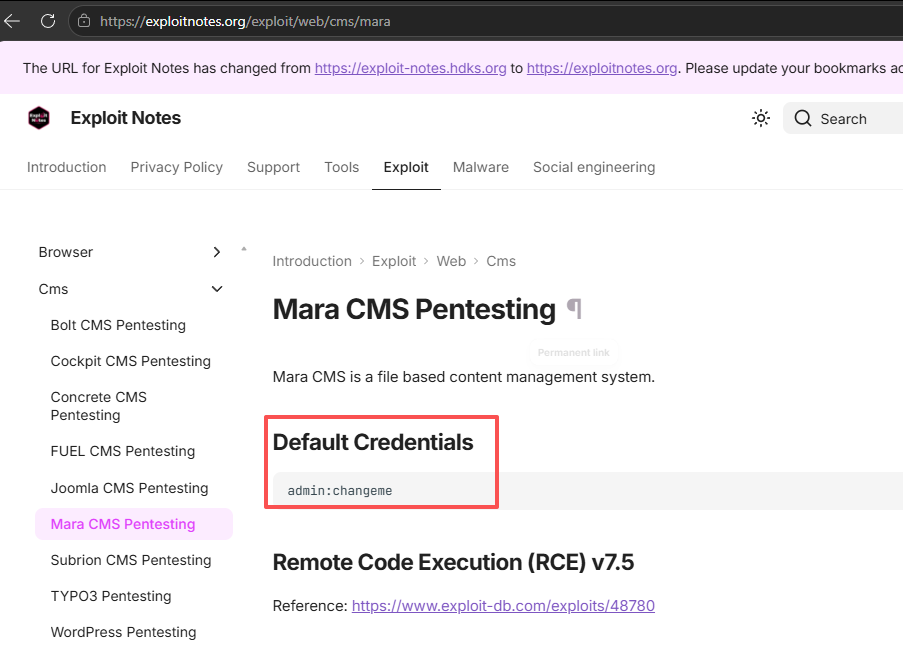 https://exploitnotes.org/exploit/web/cms/mara
The URL for Exploit Notes has changed from https://exploit-notes.hdks.org to https://exploitnotes.org. Please update your bookmarks
Exploit Notes
Search
Introduction Privacy Policy Support Tools Exploit Malware Social engineering
Browser
Cms
Bolt CMS Pentesting
Cockpit CMS Pentesting
Concrete CMS
Pentesting
FUEL CMS Pentesting
Joomla CMS Pentesting
Mara CMS Pentesting
Subrion CMS Pentesting
TYPO3 Pentesting
WordPress Pentesting
Introduction › Exploit › Web › Cms
Mara CMS Pentesting ¶
Permanent link
Mara CMS is a file based content management system.
Default Credentials
admin:changeme
Remote Code Execution (RCE) v7.5
Reference: https://www.exploit-db.com/exploits/48780